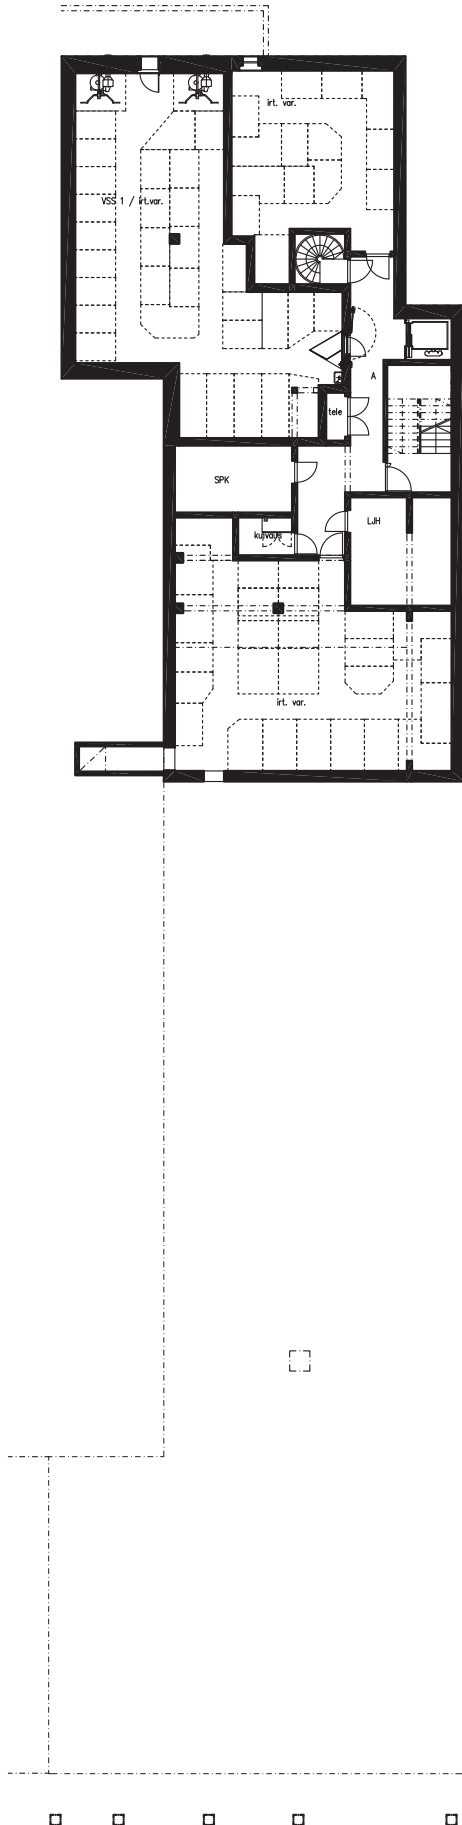 irt. var.
VSS 1 / irt.var.
A
tele
SPK
LJH
kuivaus
irt. var.